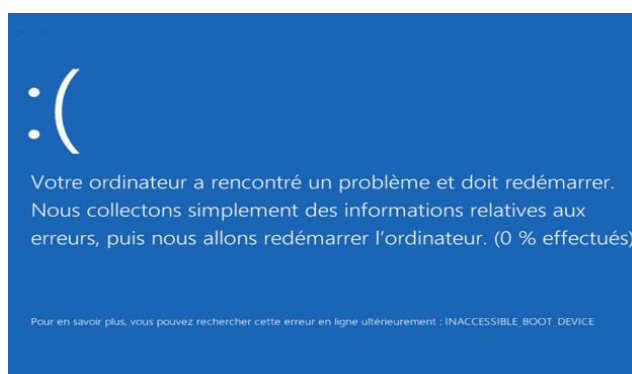 :(
Votre ordinateur a rencontré un problème et doit redémarrer.
Nous collectons simplement des informations relatives aux
erreurs, puis nous allons redémarrer l'ordinateur. (0 % effectués)
Pour en savoir plus, vous pouvez rechercher cette erreur en ligne ultérieurement : INACCESSIBLE_BOOT_DEVICE